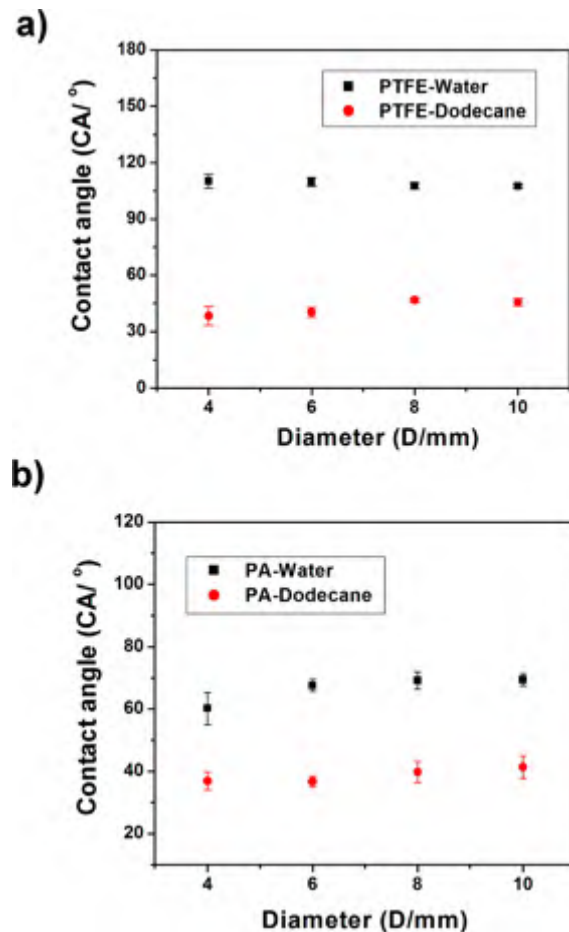 a)
180
150
120
90
60
30
0
PTFE-Water
PTFE-Dodecane
Contact angle (CA/ °)
4 6 8 10
Diameter (D/mm)
b)
120
100
80
60
40
20
PA-Water
PA-Dodecane
Contact angle (CA/ °)
4 6 8 10
Diameter (D/mm)